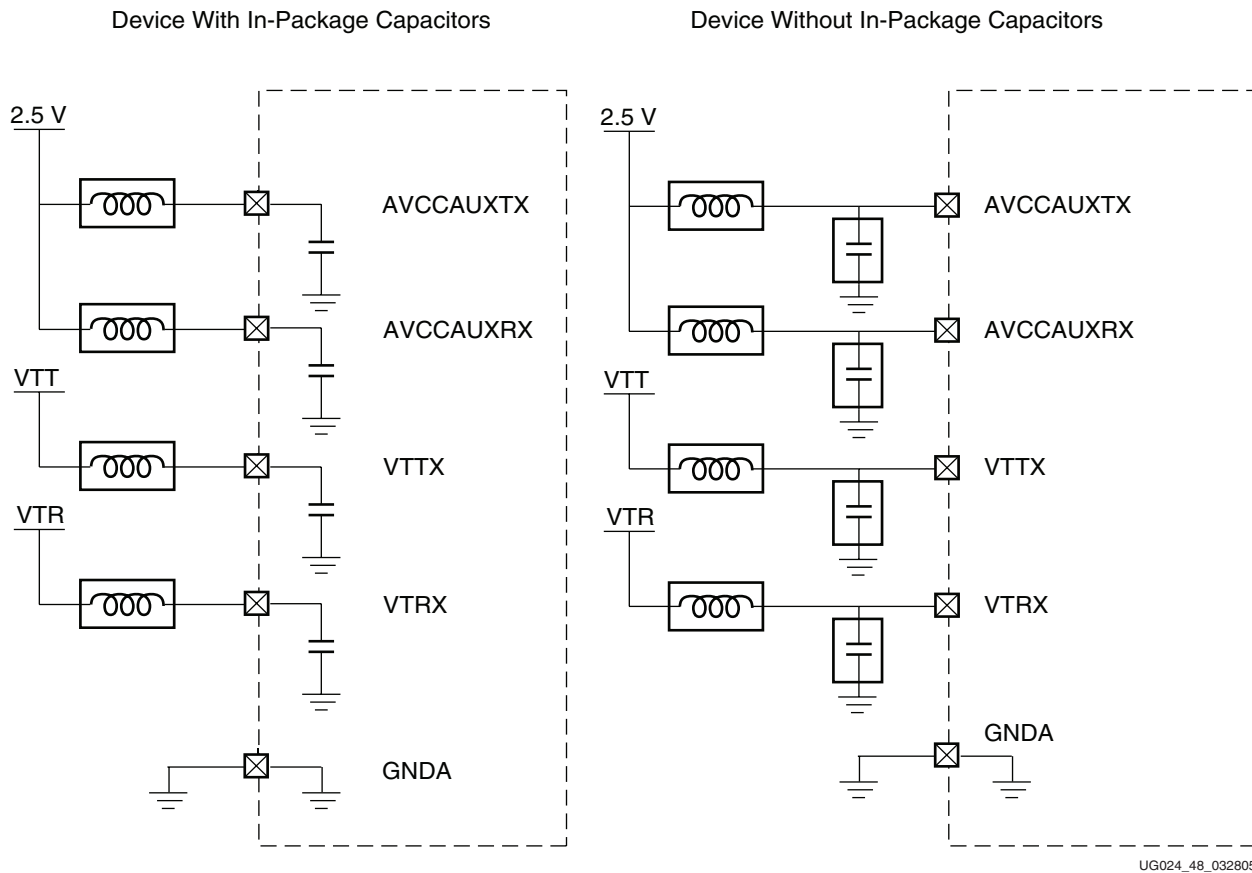 Device With In-Package Capacitors
2.5 V
AVCCAUXTX
AVCCAUXRX
VTT
VTTX
VTR
VTRX
GNDA
Device Without In-Package Capacitors
2.5 V
AVCCAUXTX
AVCCAUXRX
VTT
VTTX
VTR
VTRX
GNDA
UG024_48_032805